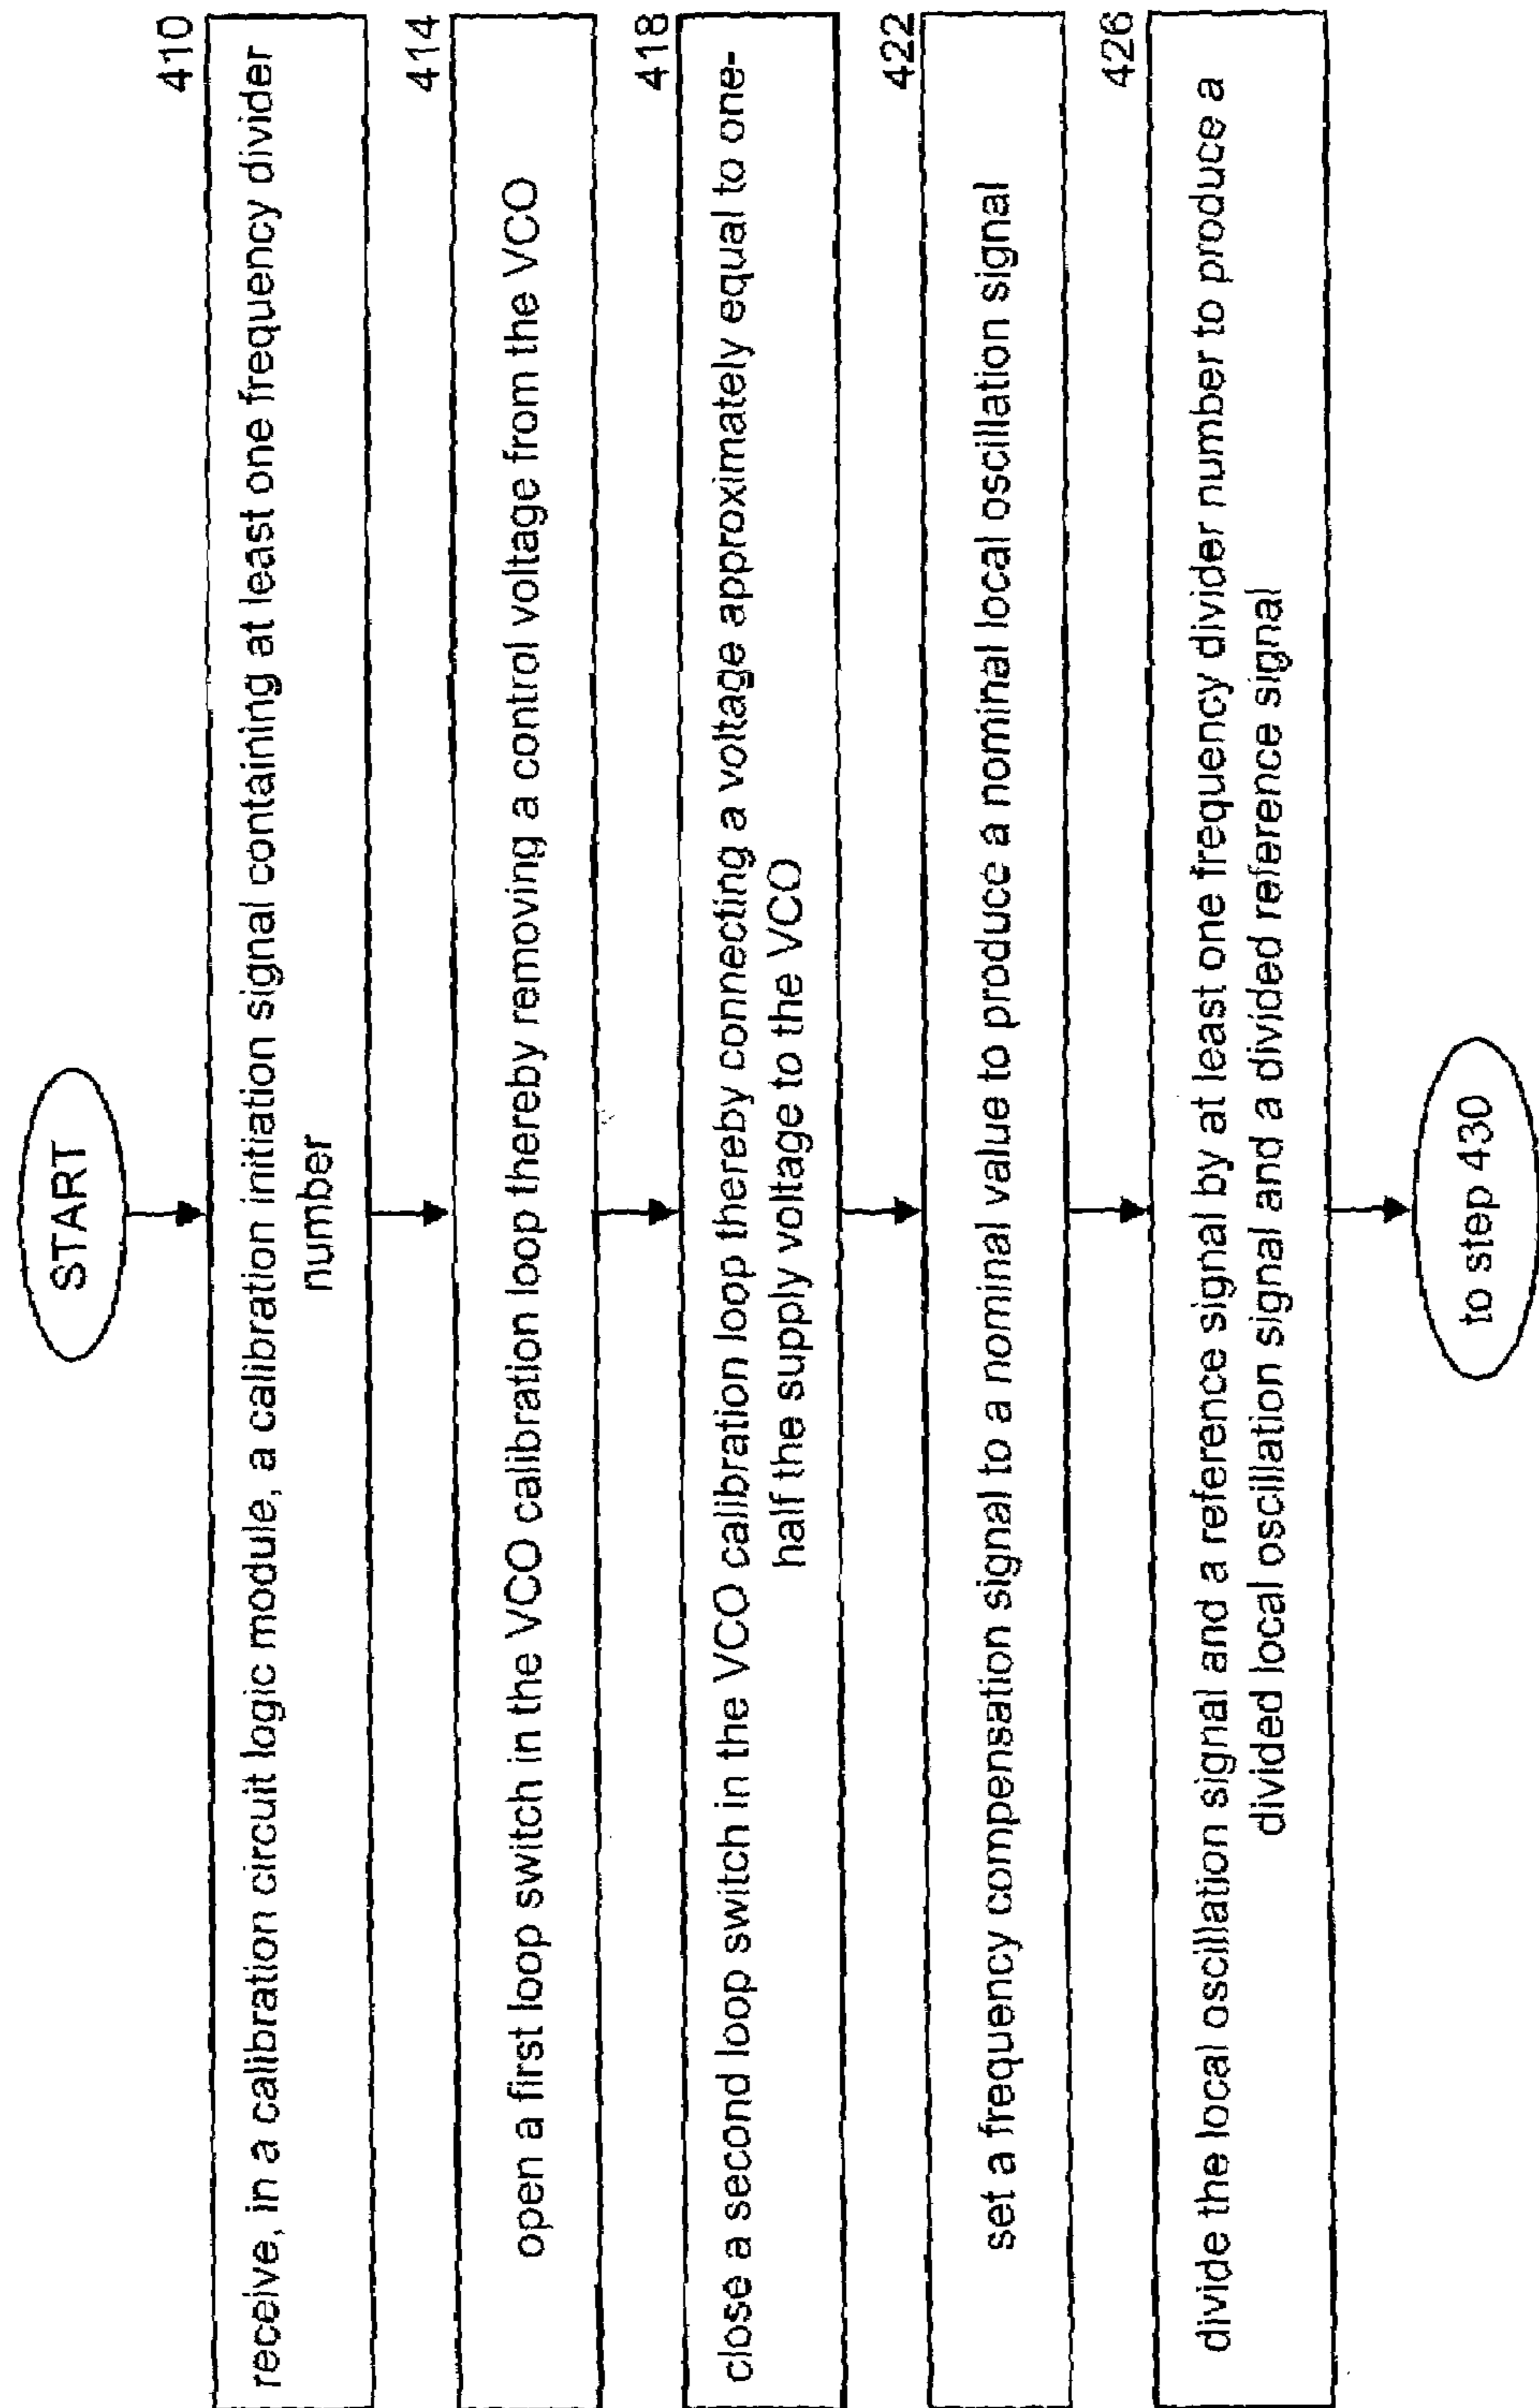 START
410
receive, in a calibration circuit logic module, a calibration initiation signal containing at least one frequency divider
number
414
open a first loop switch in the VCO calibration loop thereby removing a control voltage from the VCO
418
close a second loop switch in the VCO calibration loop thereby connecting a voltage approximately equal to one-
half the supply voltage to the VCO
422
set a frequency compensation signal to a nominal value to produce a nominal local oscillation signal
426
divide the local oscillation signal and a reference signal by at least one frequency divider number to produce a
divided local oscillation signal and a divided reference signal
to step 430